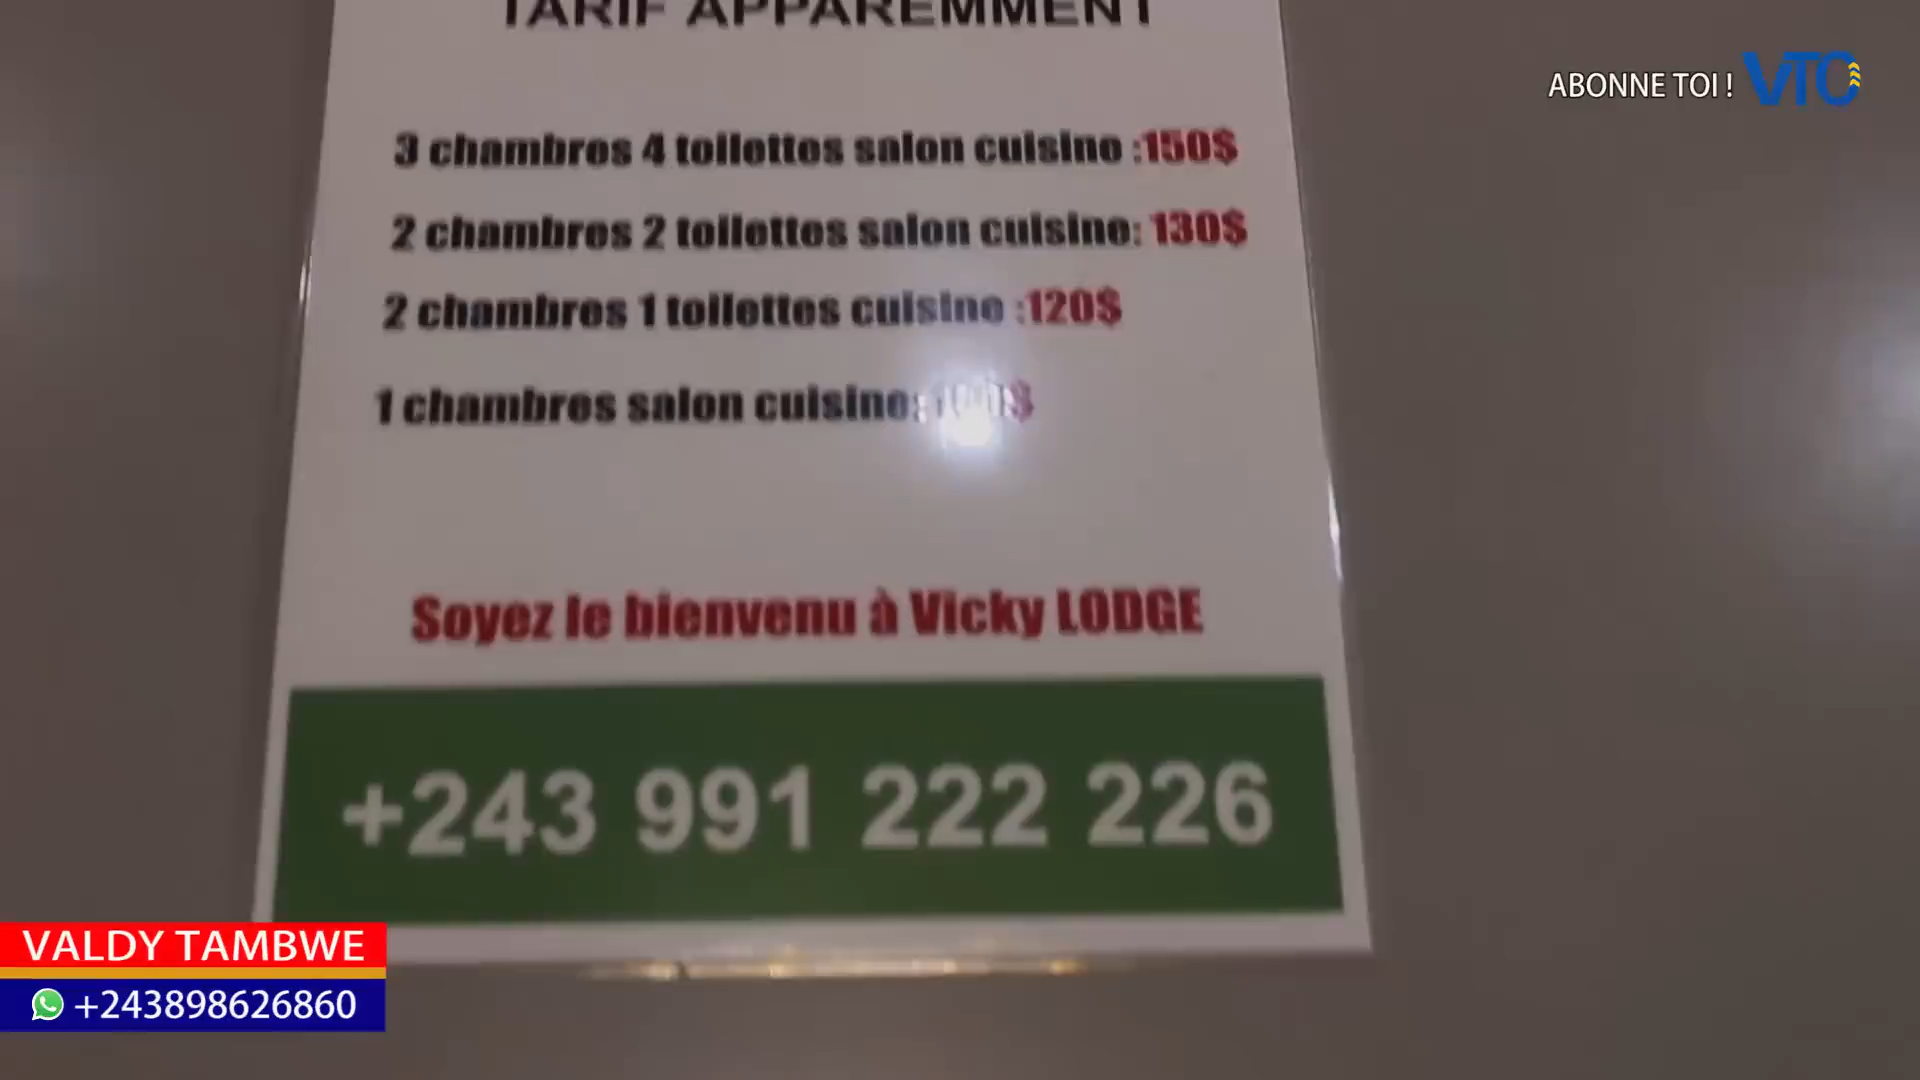 TARIF APPAREMMENT
ABONNE TOI ! VTC
3 chambres 4 toilettes salon cuisine :150$
2 chambres 2 toilettes salon cuisine: 130$
2 chambres 1 toilettes cuisine :120$
1 chambres salon cuisine:
Soyez le bienvenu à Vicky LODGE
+243 991 222 226
VALDY TAMBWE
+243898626860